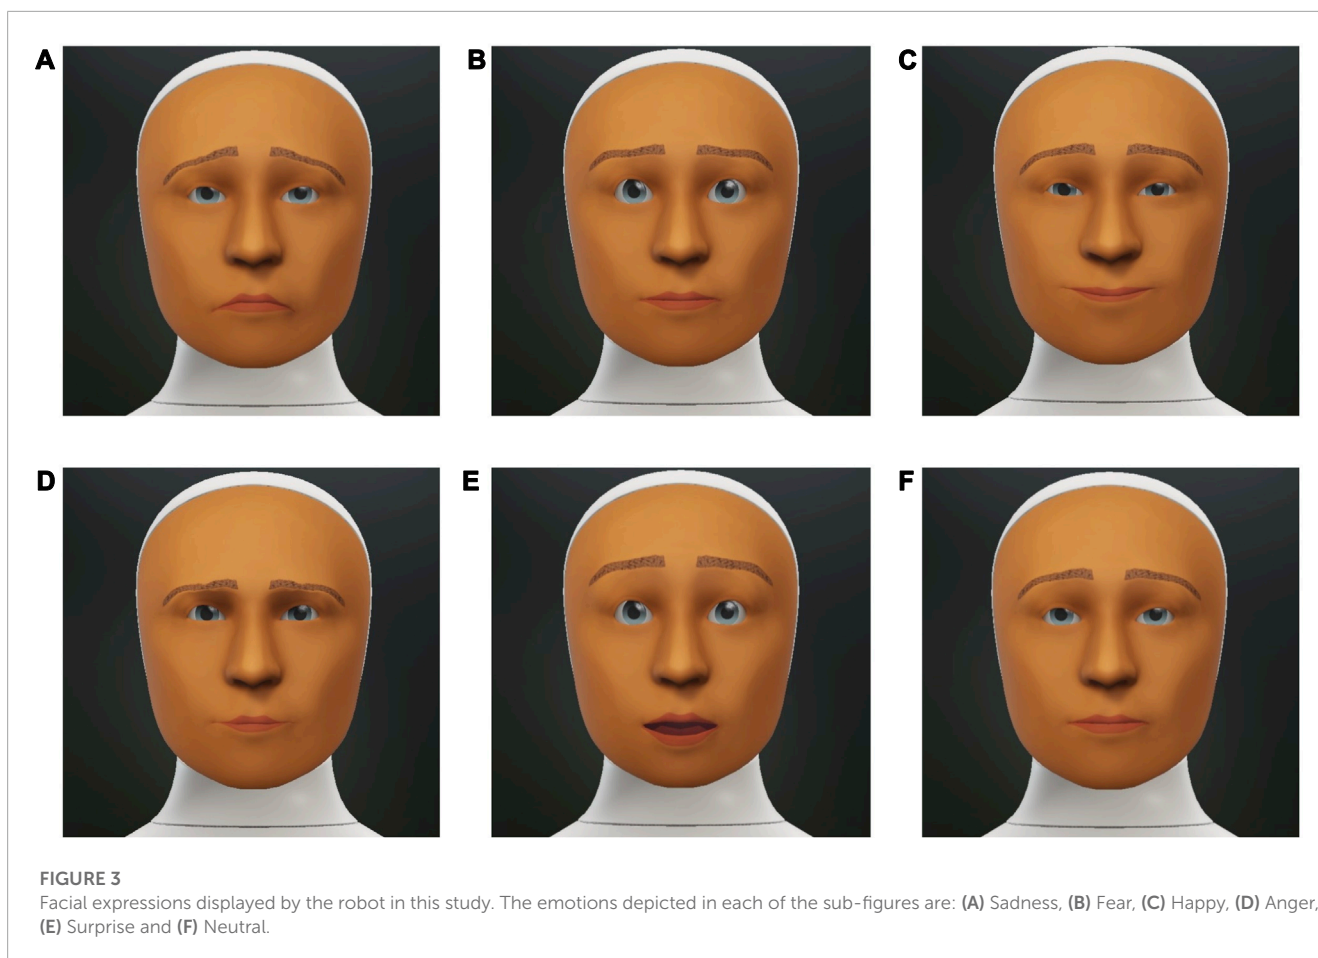 A
B
C
D
E
F
FIGURE 3
Facial expressions displayed by the robot in this study. The emotions depicted in each of the sub-figures are: (A) Sadness, (B) Fear, (C) Happy, (D) Anger,
(E) Surprise and (F) Neutral.